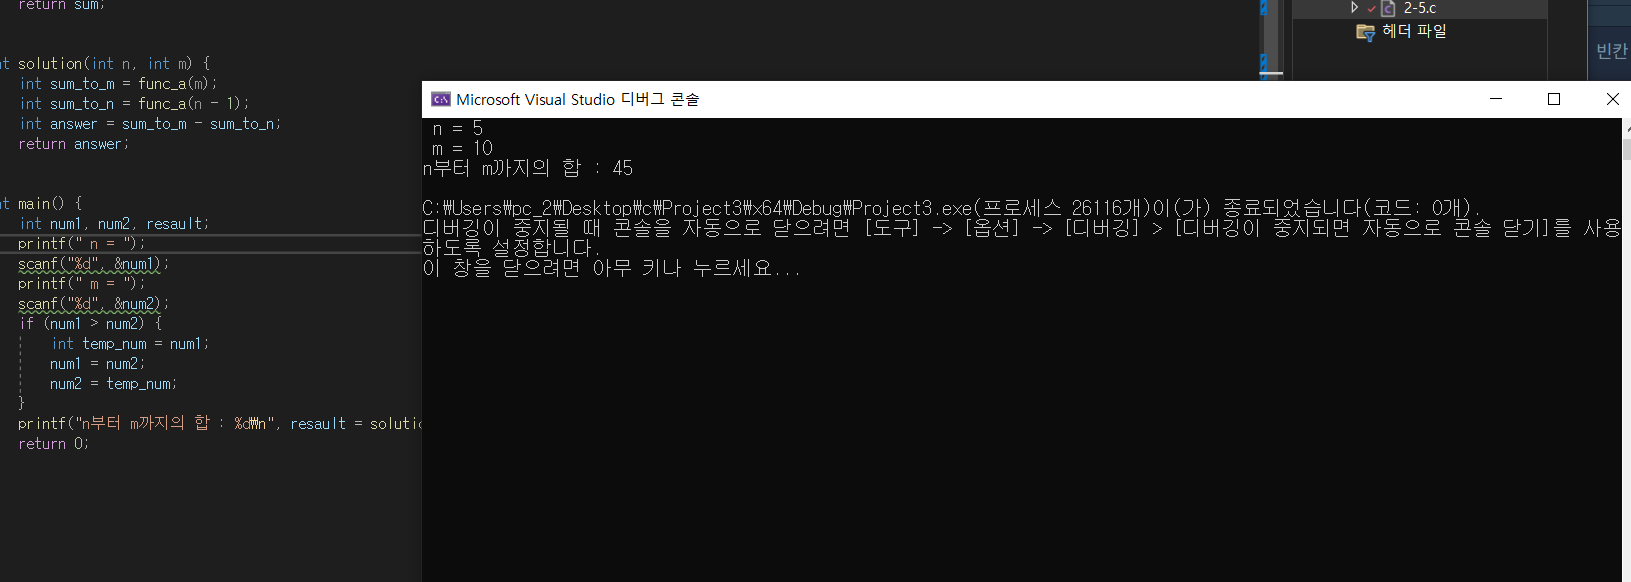 return sum;
2-5.c
헤더 파일
빈칸
nt solution(int n, int m) {
int sum_to_m = func_a(m);
int sum_to_n = func_a(n - 1);
int answer = sum_to_m - sum_to_n;
return answer;
nt main() {
int num1, num2, resault;
printf(" n = ");
scanf("%d", &num1);
printf(" m = ");
scanf("%d", &num2);
if (num1 > num2) {
int temp_num = num1;
num1 = num2;
num2 = temp_num;
}
printf("n부터 m까지의 합 : %d₩n", resault = solutio
return 0;
Microsoft Visual Studio 디버그 콘솔
n = 5
m = 10
n부터 m까지의 합 : 45
C:₩Users₩pc_2₩Desktop₩c₩Project3₩x64₩Debug₩Project3.exe(프로세스 26116개)이(가) 종료되었습니다(코드: 0개).
디버깅이 중지될 때 콘솔을 자동으로 닫으려면 [도구] -> [옵션] -> [디버깅] > [디버깅이 중지되면 자동으로 콘솔 닫기]를 사용
하도록 설정합니다.
이 창을 닫으려면 아무 키나 누르세요...